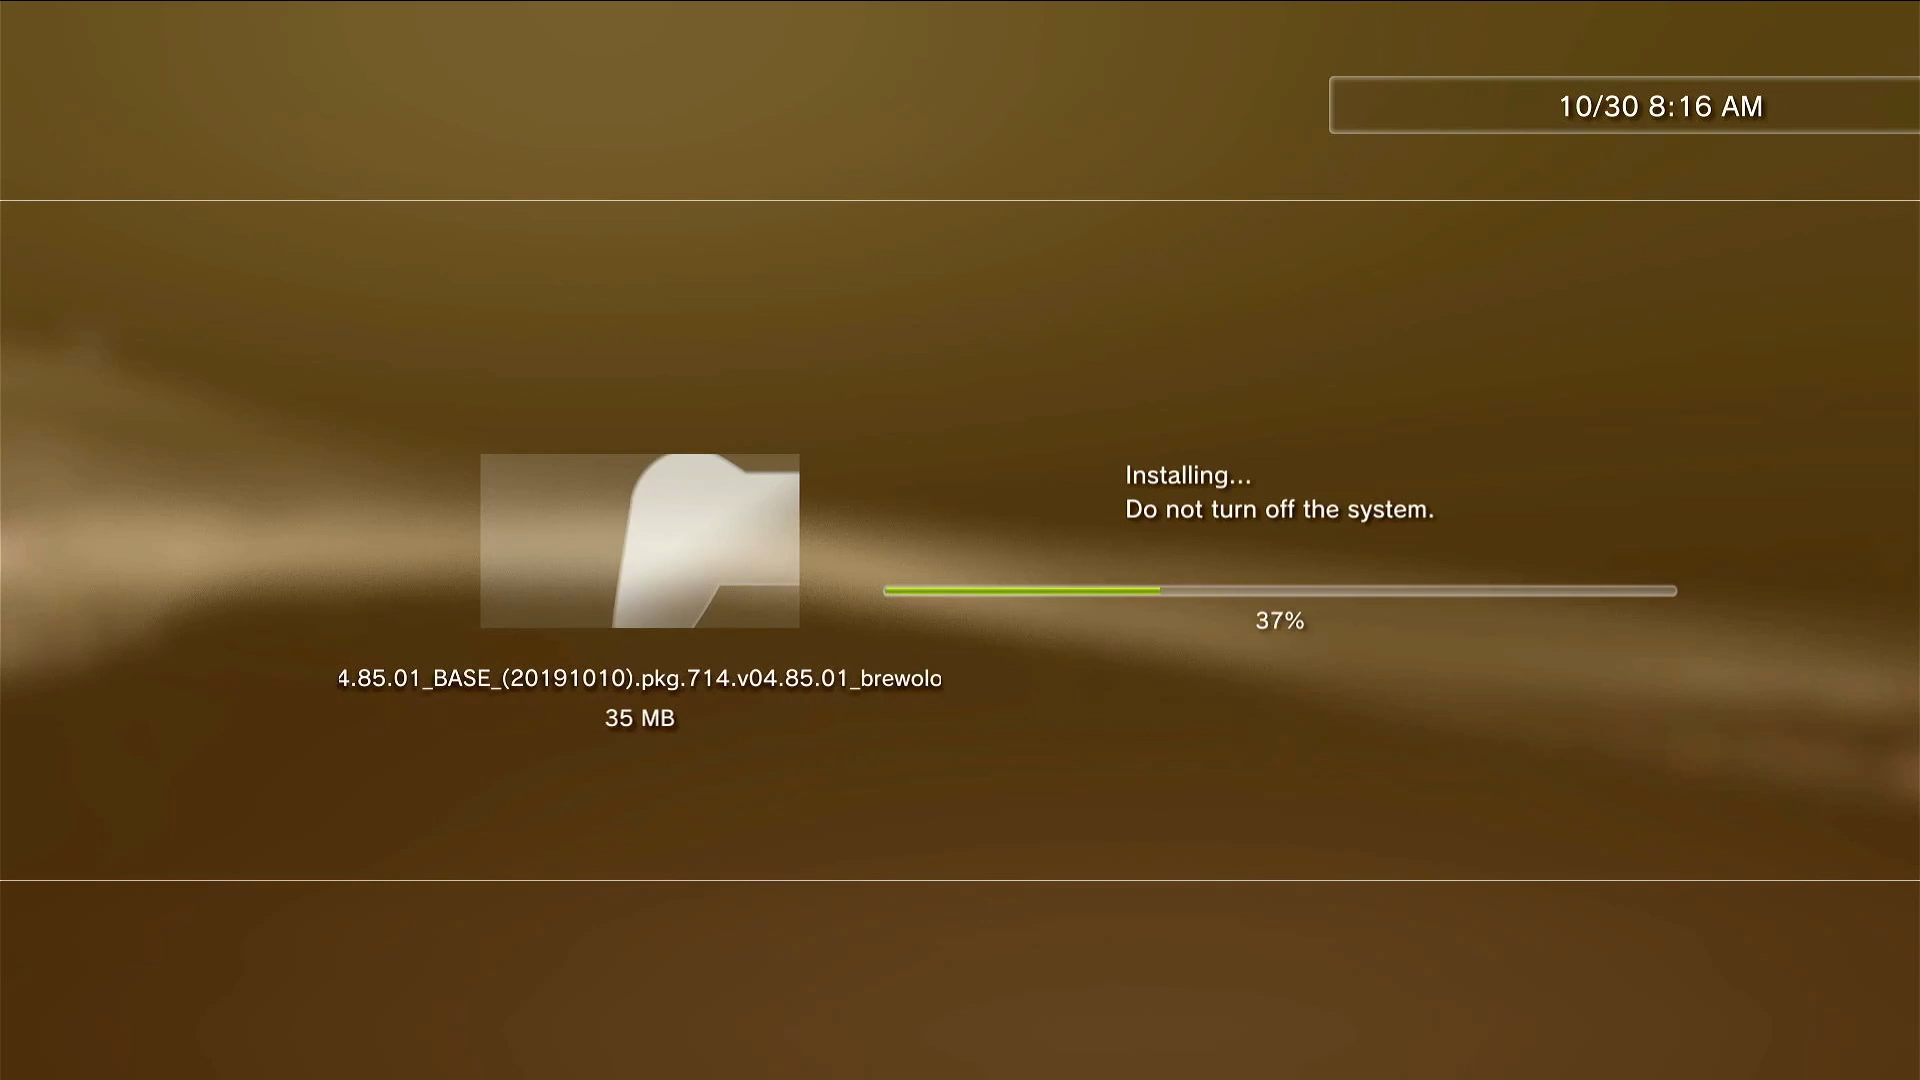 10/30 8:16 AM
Installing...
Do not turn off the system.
37%
4.85.01_BASE_(20191010).pkg.714.v04.85.01_brewolo
35 MB